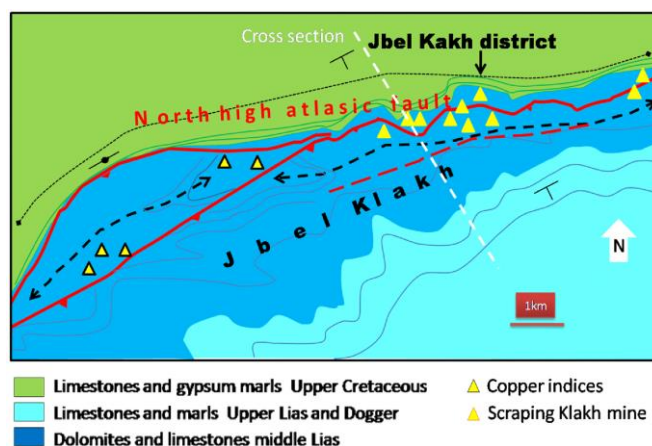 Cross section
Jbel Kakh district
North high atlasic fault
Jbel Klakh
N
1km
Limestones and gypsum marls Upper Cretaceous
Limestones and marls Upper Lias and Dogger
Dolomites and limestones middle Lias
Copper indices
Scraping Klakh mine